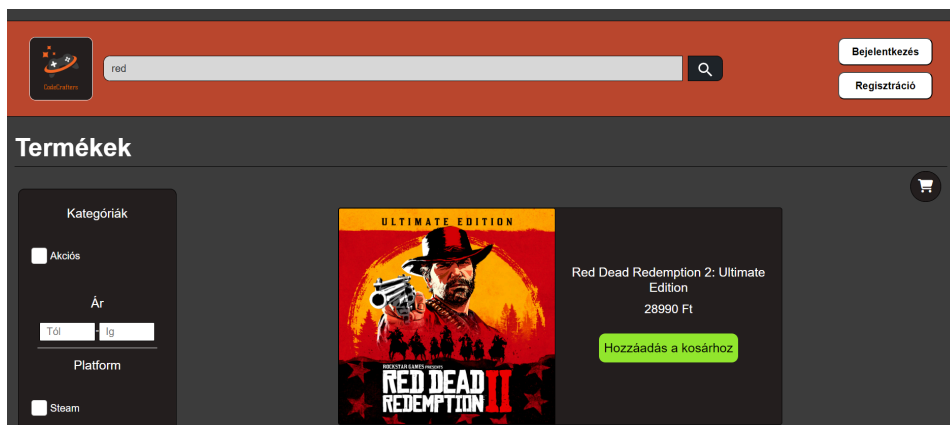 CodeCrafters
red
Bejelentkezés
Regisztráció
Termékek
Kategóriák
Akciós
Ár
Tól - Ig
Platform
Steam
ULTIMATE EDITION
ROCKSTAR GAMES PRESENTS
RED DEAD
REDEMPTION II
Red Dead Redemption 2: Ultimate
Edition
28990 Ft
Hozzáadás a kosárhoz